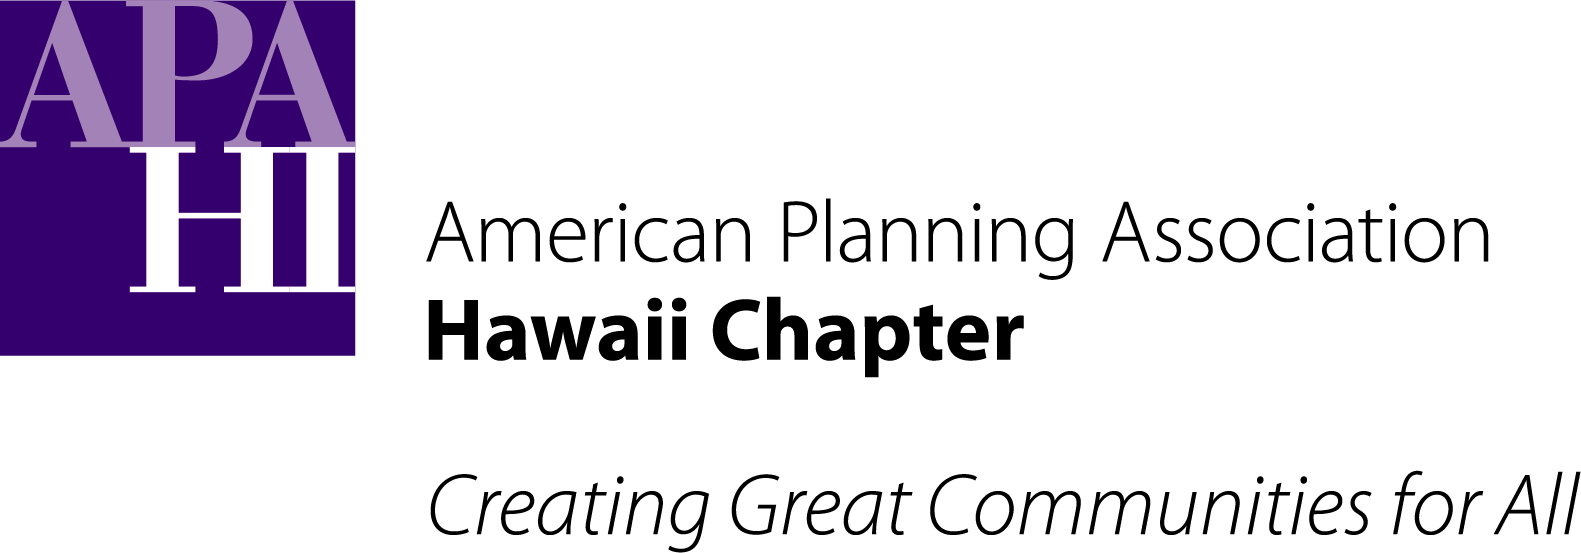 APA
HI
American Planning Association
Hawaii Chapter
Creating Great Communities for All